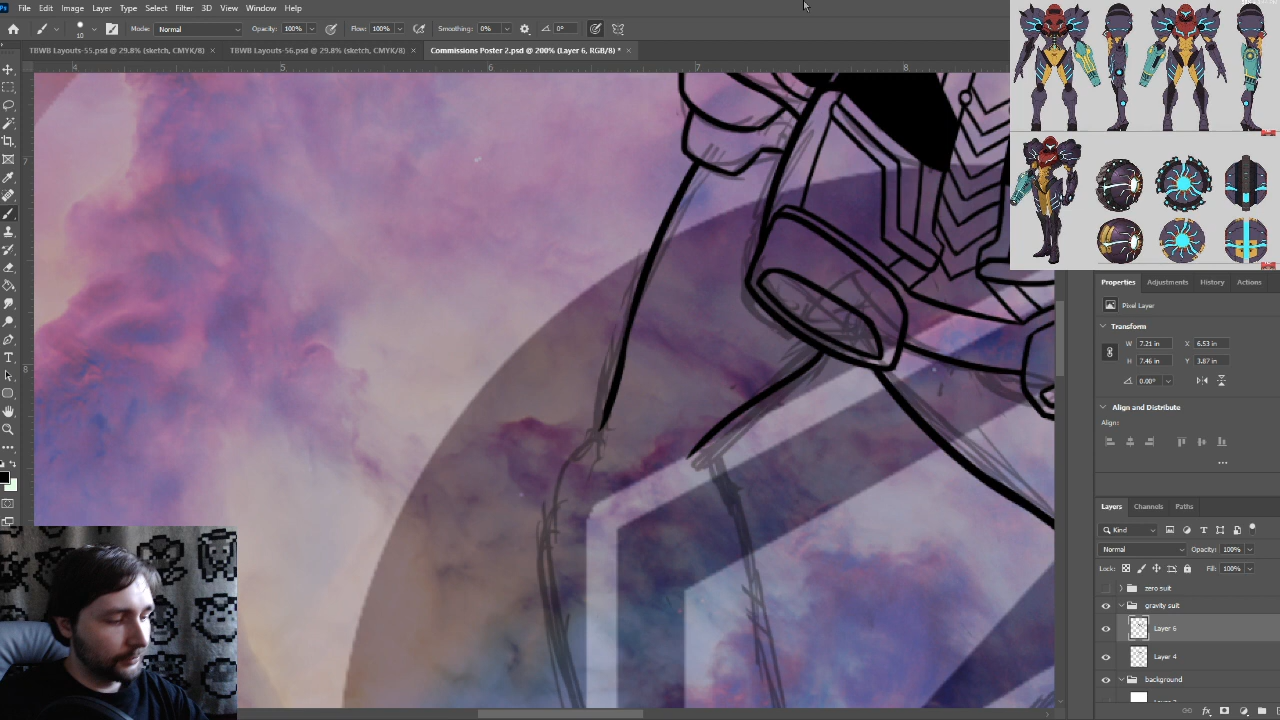 File Edit Image Layer Type Select Filter 3D View Window Help
10 Mode: Normal Opacity: 100% Flow: 100% Smoothing: 0% 0°
TBWB Layouts-55.psd @ 29.8% (sketch, CMYK/8) × TBWB Layouts-56.psd @ 29.8% (sketch, CMYK/8) × Commissions Poster 2.psd @ 200% (Layer 6, RGB/8) * ×
4 5 6 7 8
7
8
Properties Adjustments History Actions
Pixel Layer
Transform
W 7.21 in X 6.53 in
H 7.46 in Y 3.87 in
0.00°
Align and Distribute
Align:
...
Layers Channels Paths
Kind
Normal Opacity: 100%
Lock: Fill: 100%
zero suit
gravity suit
Layer 6
Layer 4
background